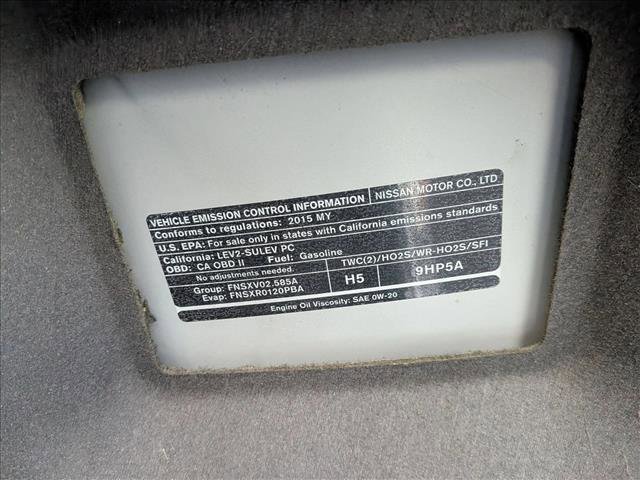 VEHICLE EMISSION CONTROL INFORMATION NISSAN MOTOR CO., LTD
Conforms to regulations: 2015 MY
U.S. EPA: For sale only in states with California emissions standards
California: LEV2-SULEV PC
OBD: CA OBD II Fuel: Gasoline TWC(2)/HO2S/WR-HO2S/SFI
No adjustments needed.
Group: FNSXV02.585A H5 9HP5A
Evap: FNSXR0120PBA
Engine Oil Viscosity: SAE 0W-20